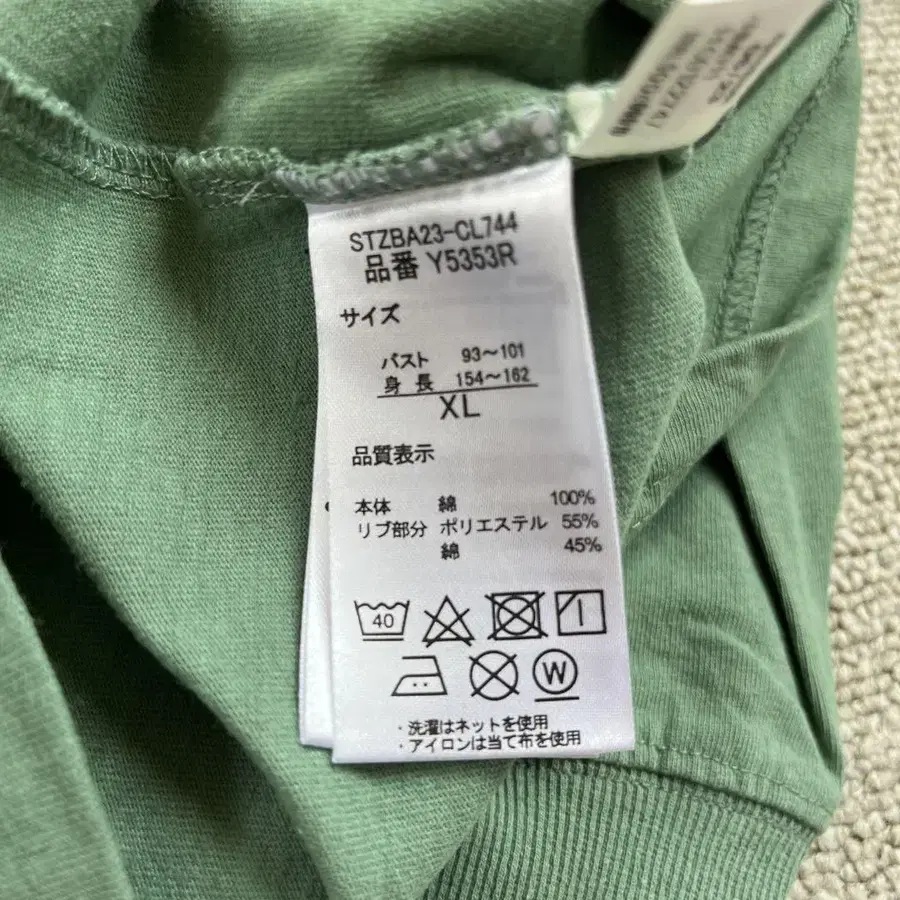 STZBA23-CL744
品番 Y5353R
サイズ
バスト 93～101
身 長 154～162
XL
品質表示
本体 綿 100%
リブ部分 ポリエステル 55%
綿 45%
40
W
・洗濯はネットを使用
・アイロンは当て布を使用